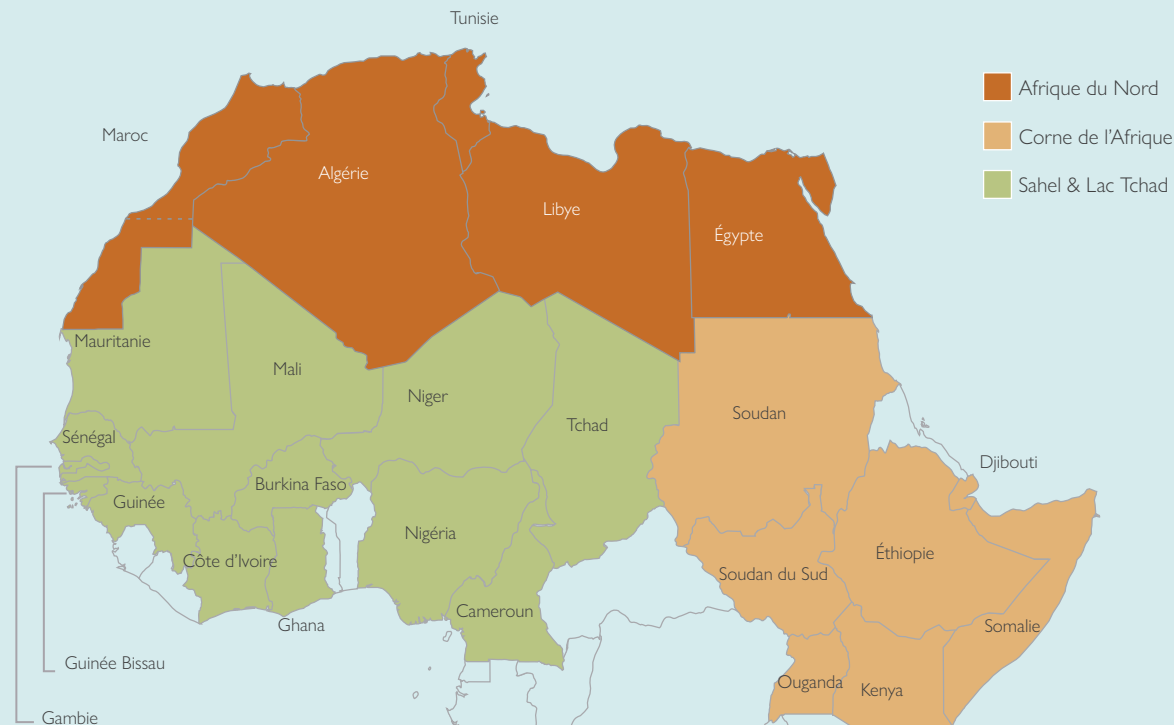 Tunisie
Afrique du Nord
Maroc
Corne de l'Afrique
Algérie
Sahel & Lac Tchad
Libye
Égypte
Mauritanie
Mali
Niger
Soudan
Tchad
Sénégal
Djibouti
Burkina Faso
Guinée
Nigéria
Éthiopie
Côte d'Ivoire
Soudan du Sud
Cameroun
Ghana
Somalie
Guinée Bissau
Ouganda
Kenya
Gambie